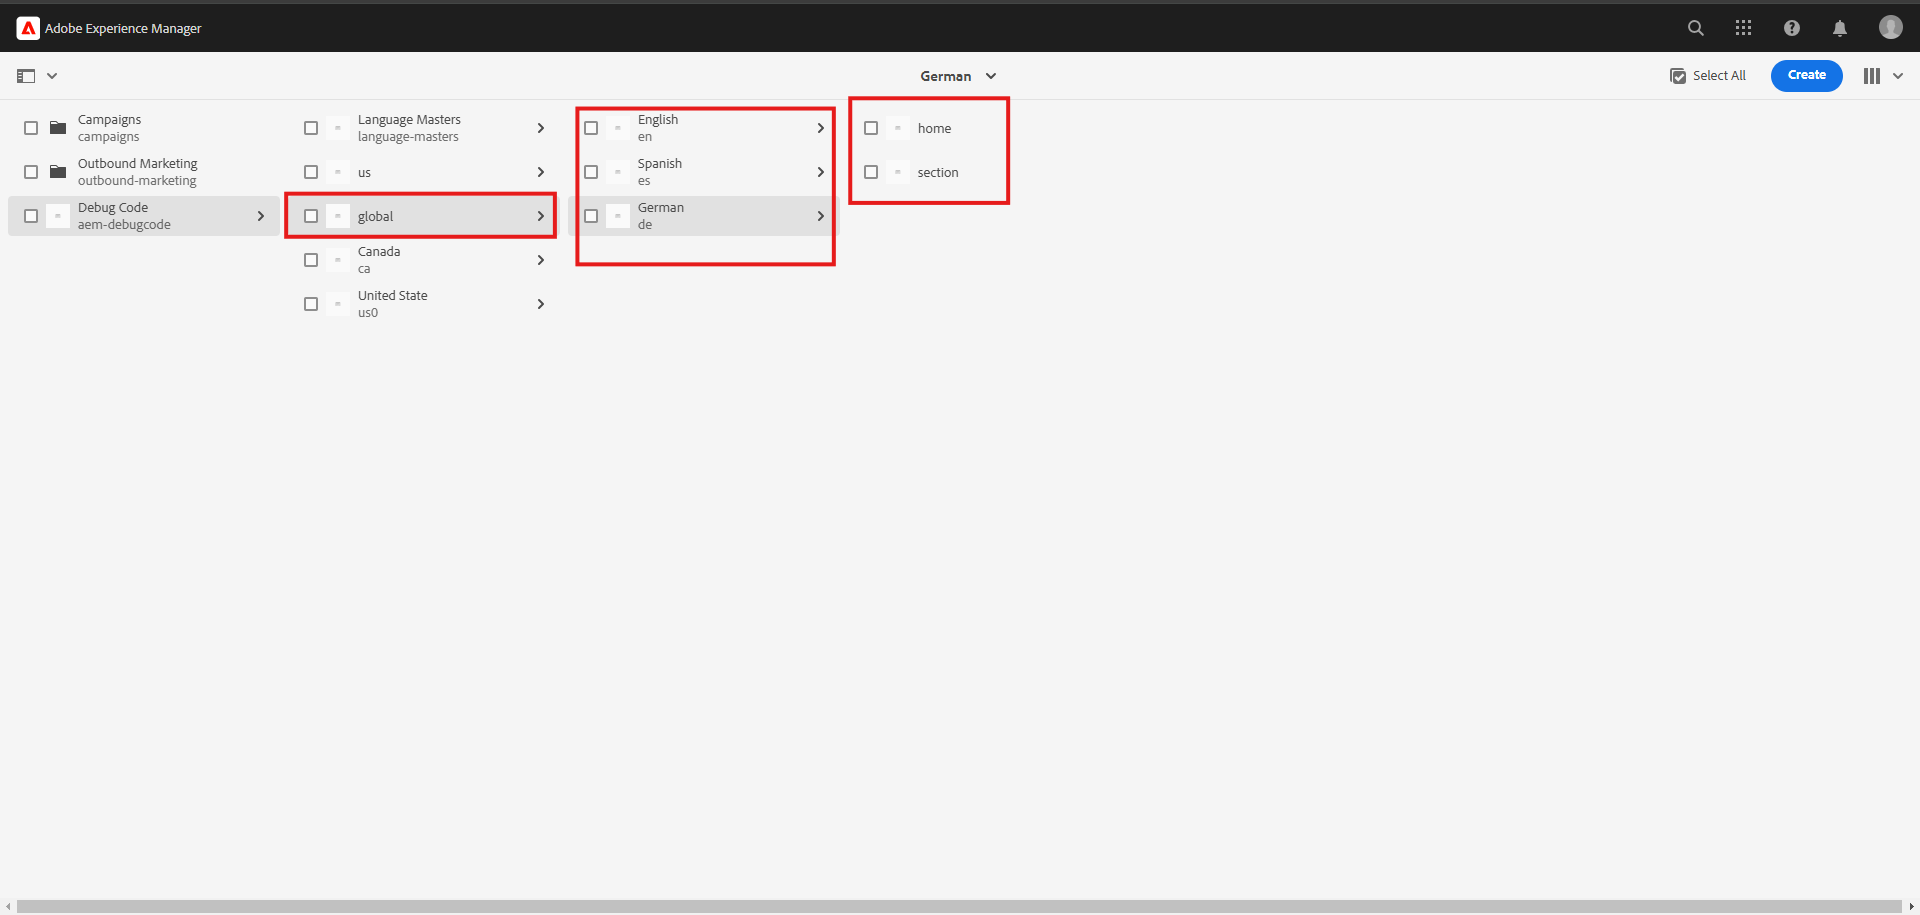 Adobe Experience Manager
German
Select All
Create
Campaigns
campaigns
Outbound Marketing
outbound-marketing
Debug Code
aem-debugcode
Language Masters
language-masters
us
global
Canada
ca
United State
us0
English
en
Spanish
es
German
de
home
section